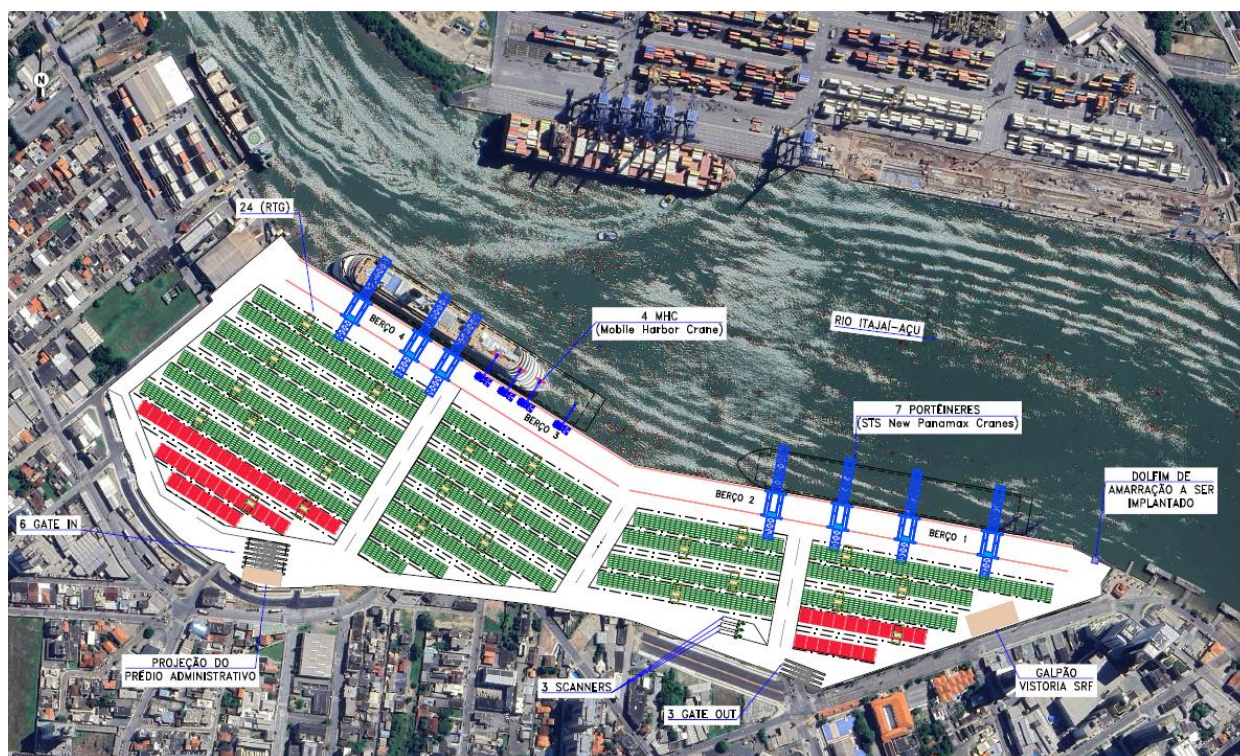 N
24 (RTG)
BERÇO 4
4 MHC
(Mobile Harbor Crane)
RIO ITAJAÍ-AÇU
BERÇO 3
7 PORTÊINERES
(STS New Panamax Cranes)
DOLFIM DE
AMARRAÇÃO A SER
IMPLANTADO
BERÇO 2
BERÇO 1
6 GATE IN
PROJEÇÃO DO
PRÉDIO ADMINISTRATIVO
3 SCANNERS
3 GATE OUT
GALPÃO
VISTORIA SRF